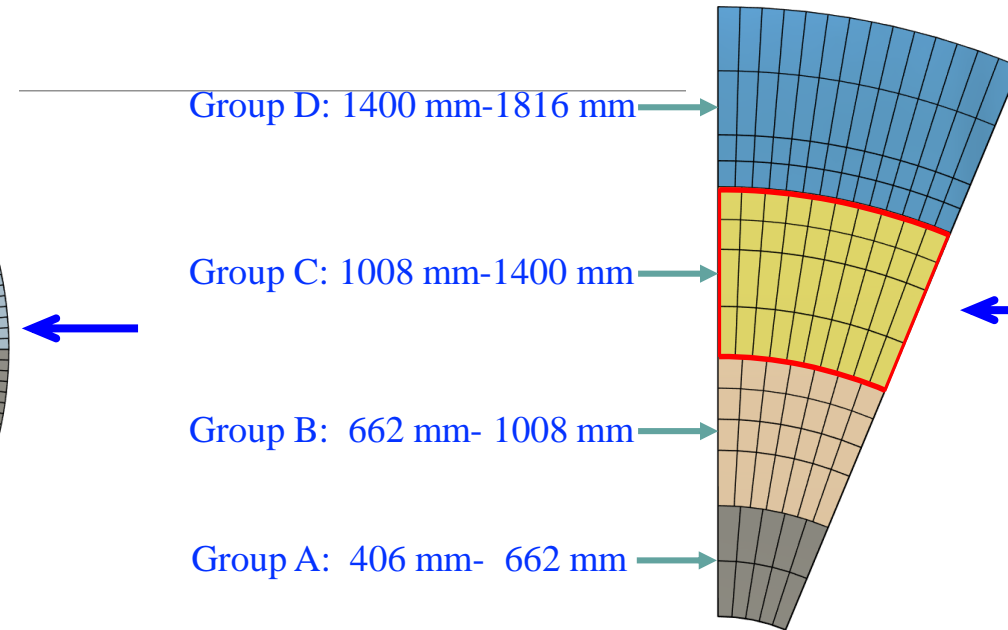 Group D: 1400 mm-1816 mm
Group C: 1008 mm-1400 mm
Group B:  662 mm- 1008 mm
Group A:  406 mm-  662 mm